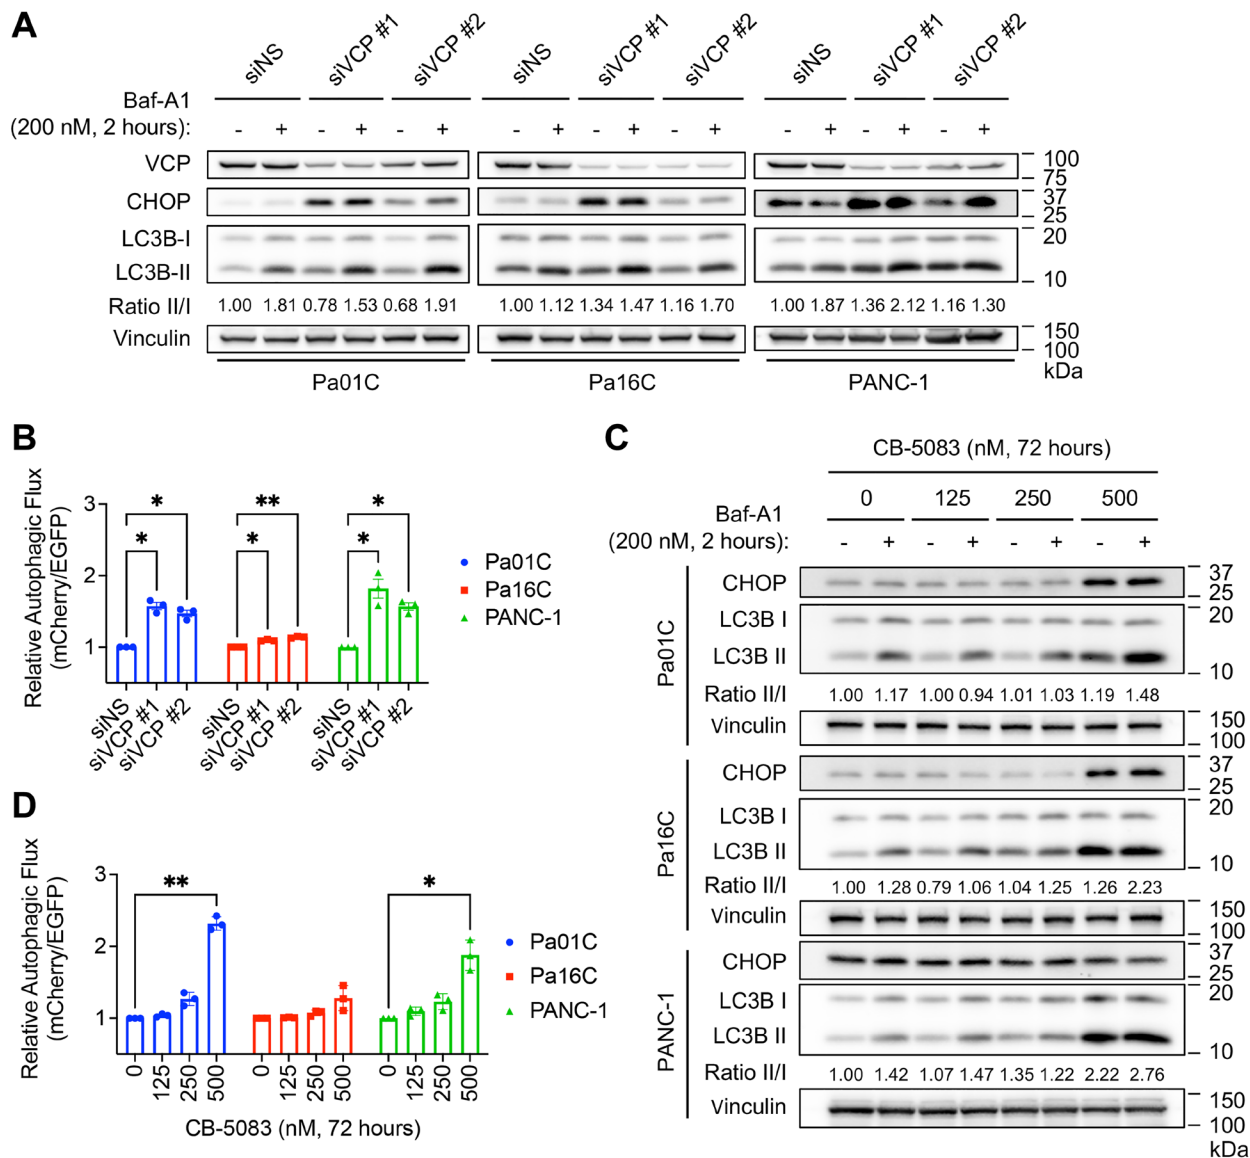 A
siNS siVCP #1 siVCP #2 siNS siVCP #1 siVCP #2 siNS siVCP #1 siVCP #2
Baf-A1
(200 nM, 2 hours): - + - + - + - + - + - + - + - + - +
VCP 100
75
CHOP 37
25
LC3B-I 20
LC3B-II 10
Ratio II/I 1.00 1.81 0.78 1.53 0.68 1.91 1.00 1.12 1.34 1.47 1.16 1.70 1.00 1.87 1.36 2.12 1.16 1.30
Vinculin 150
100
kDa
Pa01C Pa16C PANC-1
B
Relative Autophagic Flux
(mCherry/EGFP)
3
2
1
* * ** * * *
siNS siVCP #1 siVCP #2 siNS siVCP #1 siVCP #2 siNS siVCP #1 siVCP #2
Pa01C
Pa16C
PANC-1
C
CB-5083 (nM, 72 hours)
0 125 250 500
Baf-A1
(200 nM, 2 hours): - + - + - + - +
Pa01C
CHOP 37
25
LC3B I 20
LC3B II 10
Ratio II/I 1.00 1.17 1.00 0.94 1.01 1.03 1.19 1.48
Vinculin 150
100
Pa16C
CHOP 37
25
LC3B I 20
LC3B II 10
Ratio II/I 1.00 1.28 0.79 1.06 1.04 1.25 1.26 2.23
Vinculin 150
100
PANC-1
CHOP 37
25
LC3B I 20
LC3B II 10
Ratio II/I 1.00 1.42 1.07 1.47 1.35 1.22 2.22 2.76
Vinculin 150
100
kDa
D
Relative Autophagic Flux
(mCherry/EGFP)
3
2
1
** *
0 125 250 500 0 125 250 500 0 125 250 500
CB-5083 (nM, 72 hours)
Pa01C
Pa16C
PANC-1